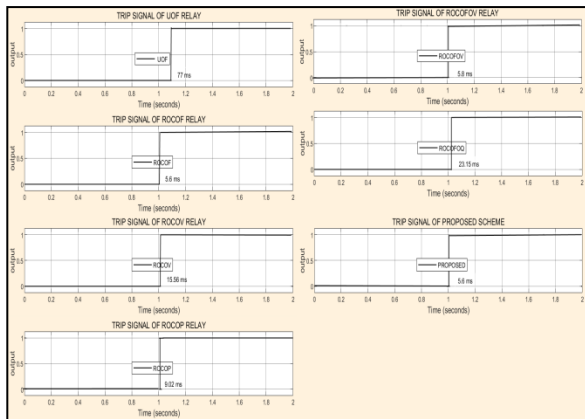 TRIP SIGNAL OF UOF RELAY
output
1
0.5
0
UOF
77 ms
0 0.2 0.4 0.6 0.8 1 1.2 1.4 1.6 1.8 2
Time (seconds)
TRIP SIGNAL OF ROCOF RELAY
output
1
0.5
0
ROCOF
5.6 ms
0 0.2 0.4 0.6 0.8 1 1.2 1.4 1.6 1.8 2
Time (seconds)
TRIP SIGNAL OF ROCOV RELAY
output
1
0.5
0
ROCOV
15.56 ms
0 0.2 0.4 0.6 0.8 1 1.2 1.4 1.6 1.8 2
Time (seconds)
TRIP SIGNAL OF ROCOP RELAY
output
1
0.5
0
ROCOP
9.02 ms
0 0.2 0.4 0.6 0.8 1 1.2 1.4 1.6 1.8 2
Time (seconds)
TRIP SIGNAL OF ROCOFOV RELAY
output
1
0.5
0
ROCOFOV
5.8 ms
0 0.2 0.4 0.6 0.8 1 1.2 1.4 1.6 1.8 2
Time (seconds)
output
1
0.5
0
ROCOFOQ
23.15 ms
0 0.2 0.4 0.6 0.8 1 1.2 1.4 1.6 1.8 2
Time (seconds)
TRIP SIGNAL OF PROPOSED SCHEME
output
1
0.5
0
PROPOSED
5.6 ms
0 0.2 0.4 0.6 0.8 1 1.2 1.4 1.6 1.8 2
Time (seconds)